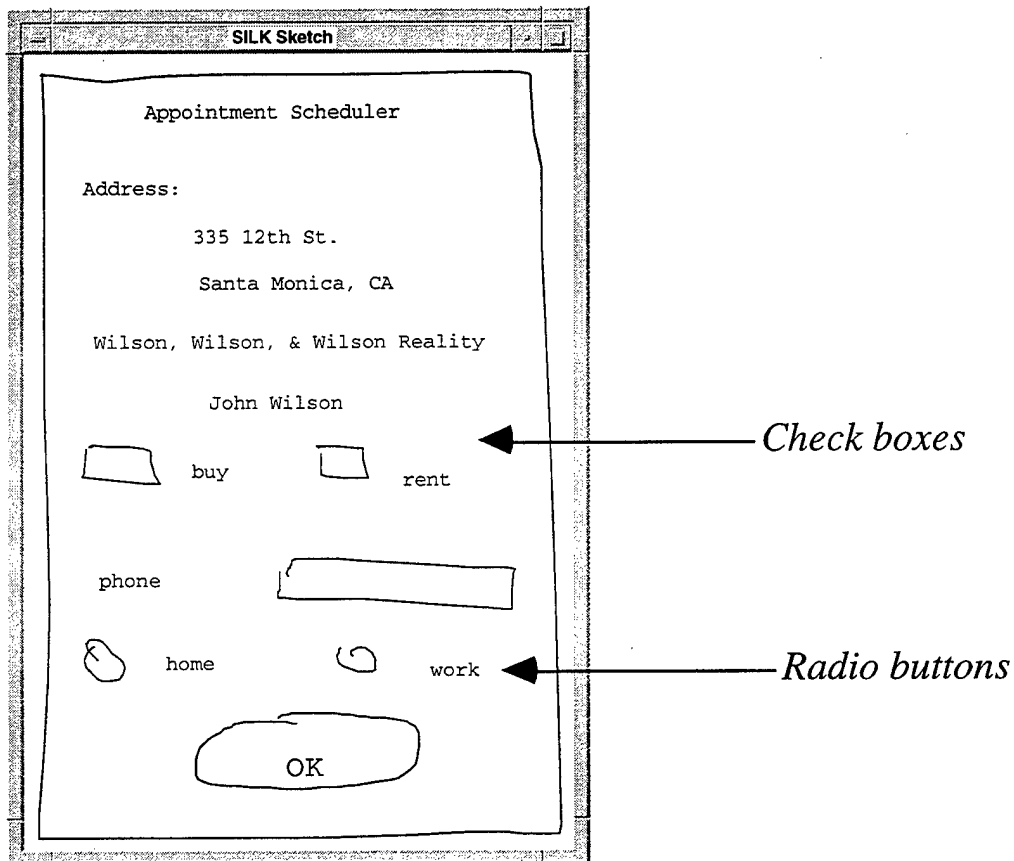 SILK Sketch
Appointment Scheduler
Address:
335 12th St.
Santa Monica, CA
Wilson, Wilson, & Wilson Reality
John Wilson
Check boxes
buy rent
phone
home work
Radio buttons
OK